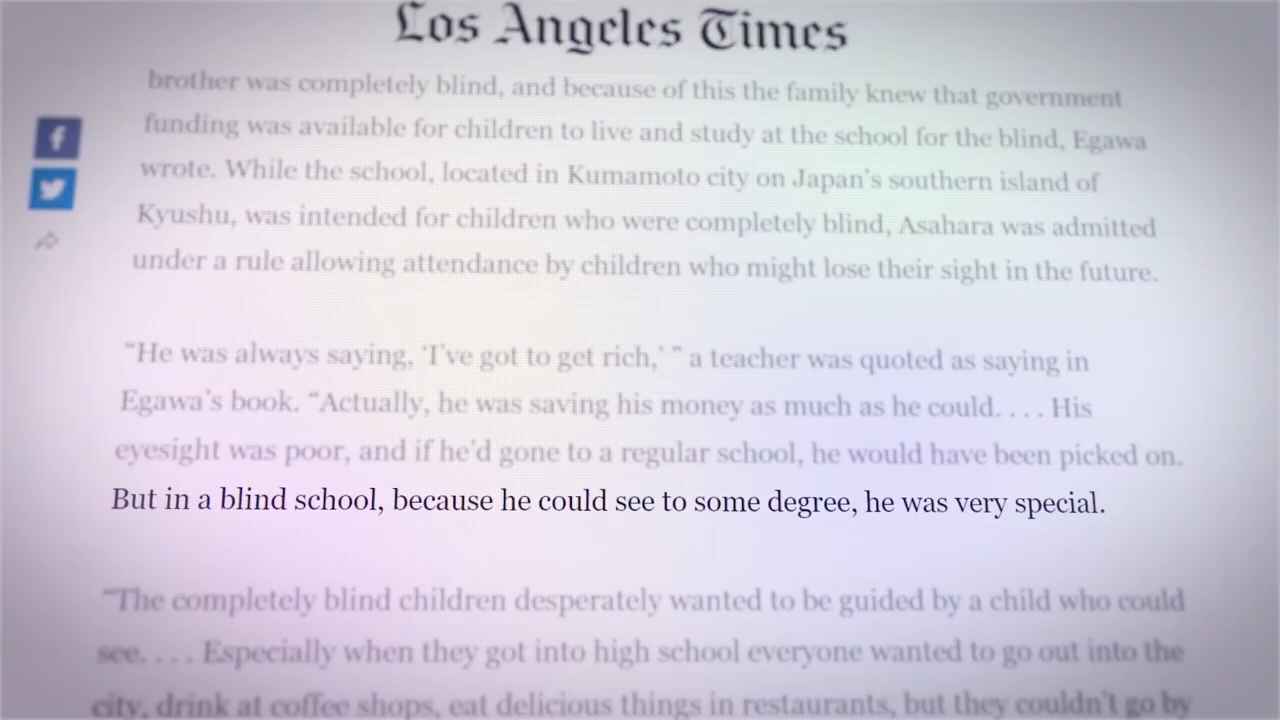 Los Angeles Times
brother was completely blind, and because of this the family knew that government
funding was available for children to live and study at the school for the blind, Egawa
wrote. While the school, located in Kumamoto city on Japan's southern island of
Kyushu, was intended for children who were completely blind, Asahara was admitted
under a rule allowing attendance by children who might lose their sight in the future.
“He was always saying, ‘I've got to get rich,’ ” a teacher was quoted as saying in
Egawa's book. “Actually, he was saving his money as much as he could. . . . His
eyesight was poor, and if he'd gone to a regular school, he would have been picked on.
But in a blind school, because he could see to some degree, he was very special.
“The completely blind children desperately wanted to be guided by a child who could
see. . . . Especially when they got into high school everyone wanted to go out into the
city, drink at coffee shops, eat delicious things in restaurants, but they couldn't go by